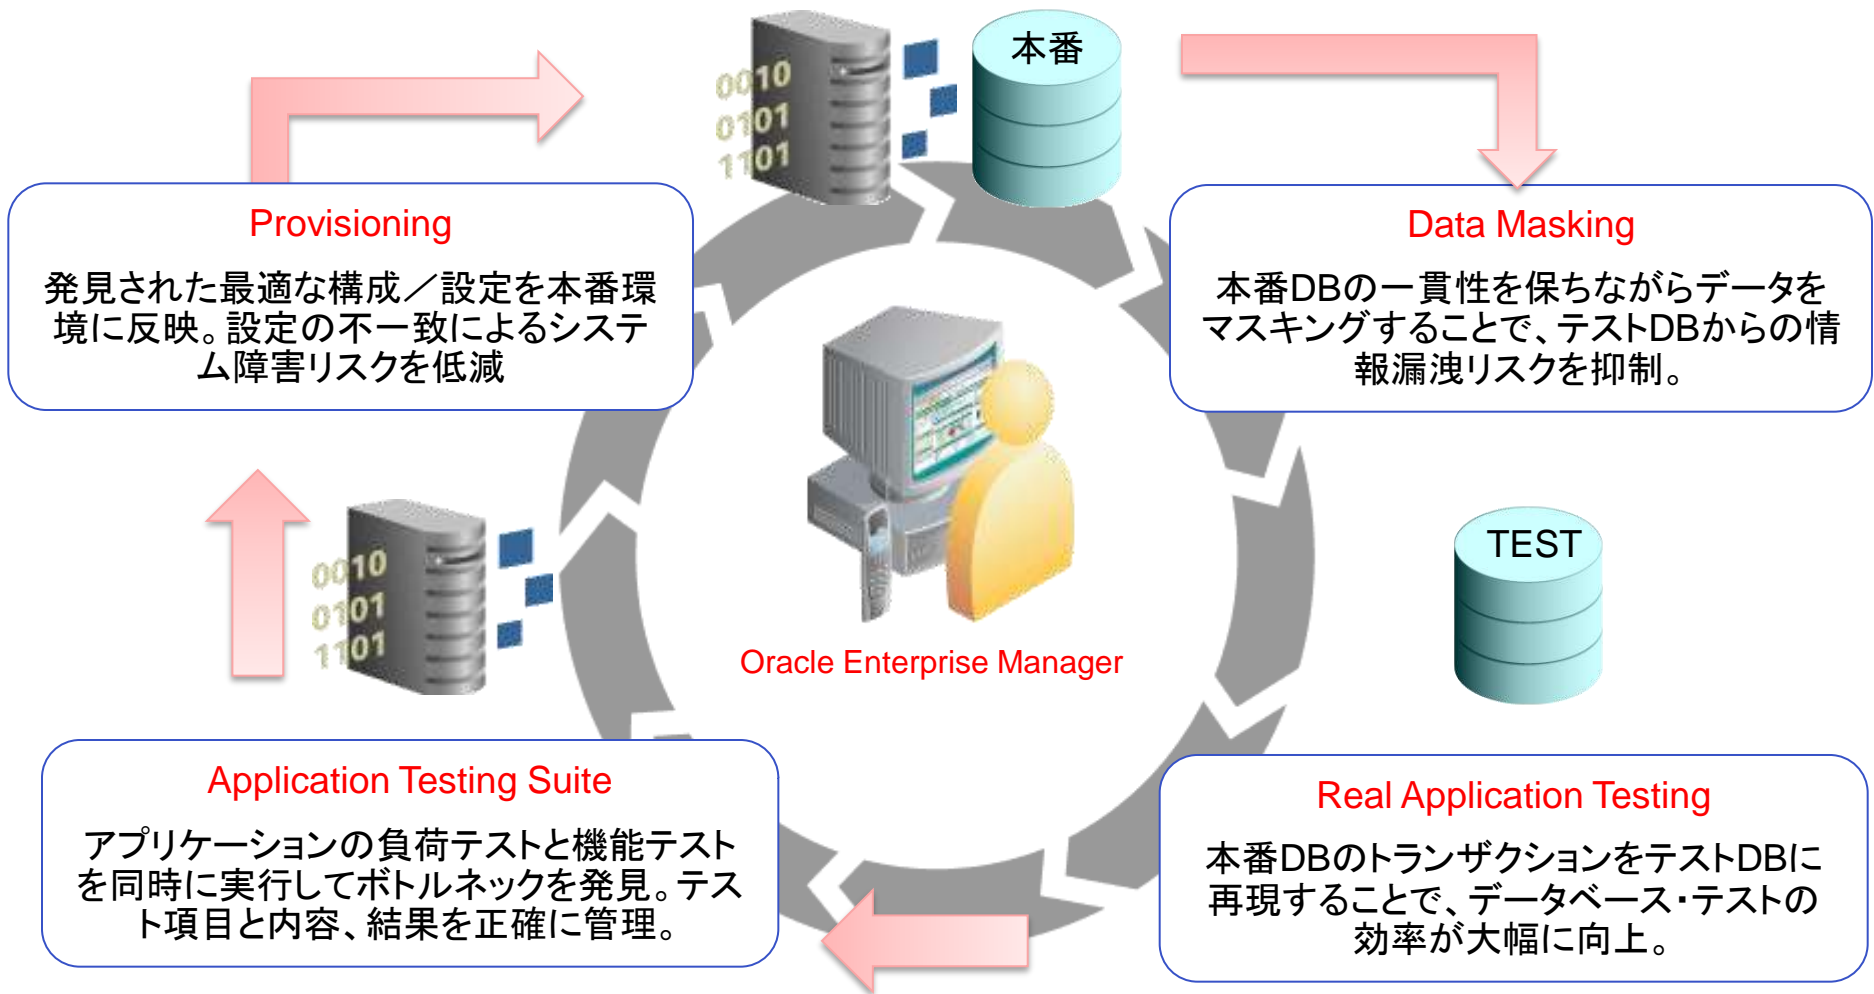 0010
0101
1101
本番
Provisioning
発見された最適な構成／設定を本番環
境に反映。設定の不一致によるシステ
ム障害リスクを低減
Data Masking
本番DBの一貫性を保ちながらデータを
マスキングすることで、テストDBからの情
報漏洩リスクを抑制。
0010
0101
1101
Oracle Enterprise Manager
TEST
Application Testing Suite
アプリケーションの負荷テストと機能テスト
を同時に実行してボトルネックを発見。テス
ト項目と内容、結果を正確に管理。
Real Application Testing
本番DBのトランザクションをテストDBに
再現することで、データベース・テストの
効率が大幅に向上。